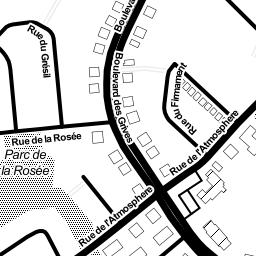 Boulevard
Rue du Grésil
Boulevard des Grives
Rue du Firmament
Rue de la Rosée
Rue de l'Atmosphère
Parc de
la Rosée
Rue de l'Atmosphère